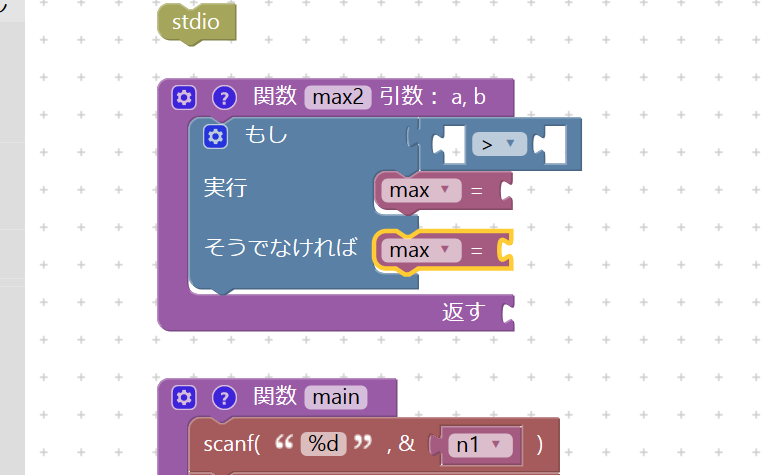 stdio
関数 max2 引数： a, b
もし >
実行 max =
そうでなければ max =
返す
関数 main
scanf( “ %d ” , & n1 )